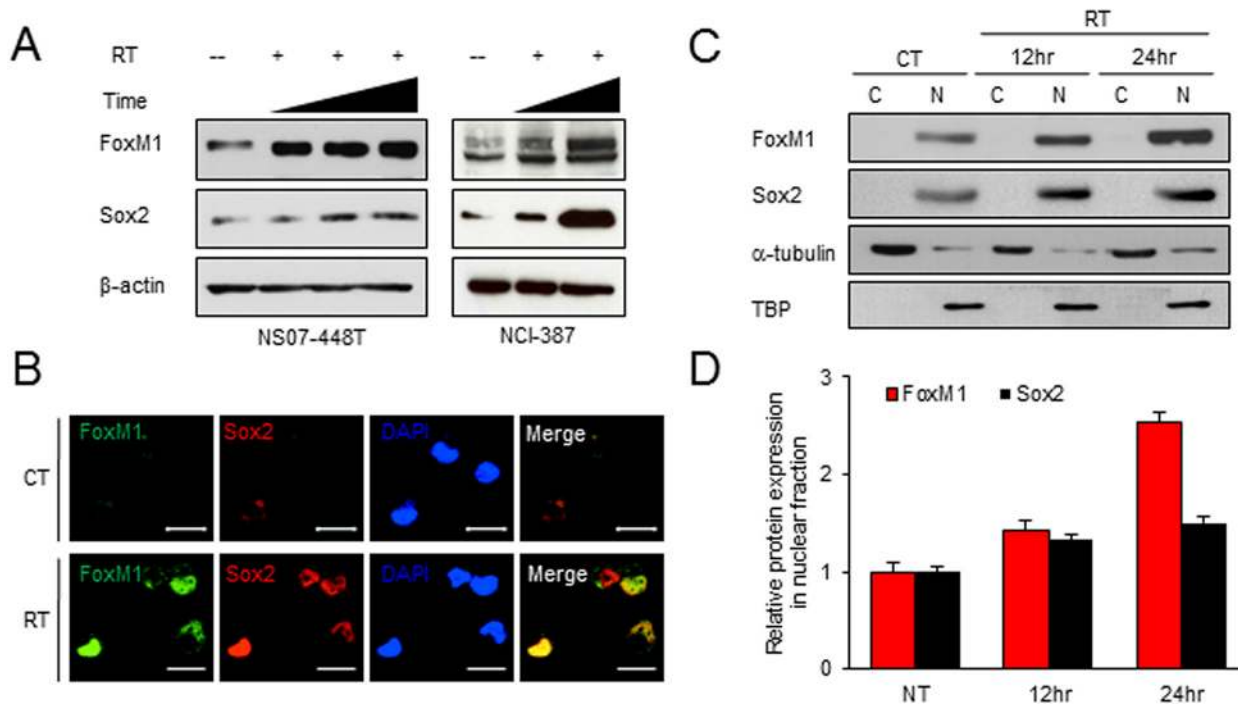 A
RT -- + + + -- + +
Time
FoxM1
Sox2
β-actin
NS07-448T NCI-387
B
FoxM1 Sox2 DAPI Merge
CT
FoxM1 Sox2 DAPI Merge
RT
C
RT
CT 12hr 24hr
C N C N C N
FoxM1
Sox2
α-tubulin
TBP
D
Relative protein expression
in nuclear fraction
3
2
1
0
FoxM1 Sox2
NT 12hr 24hr